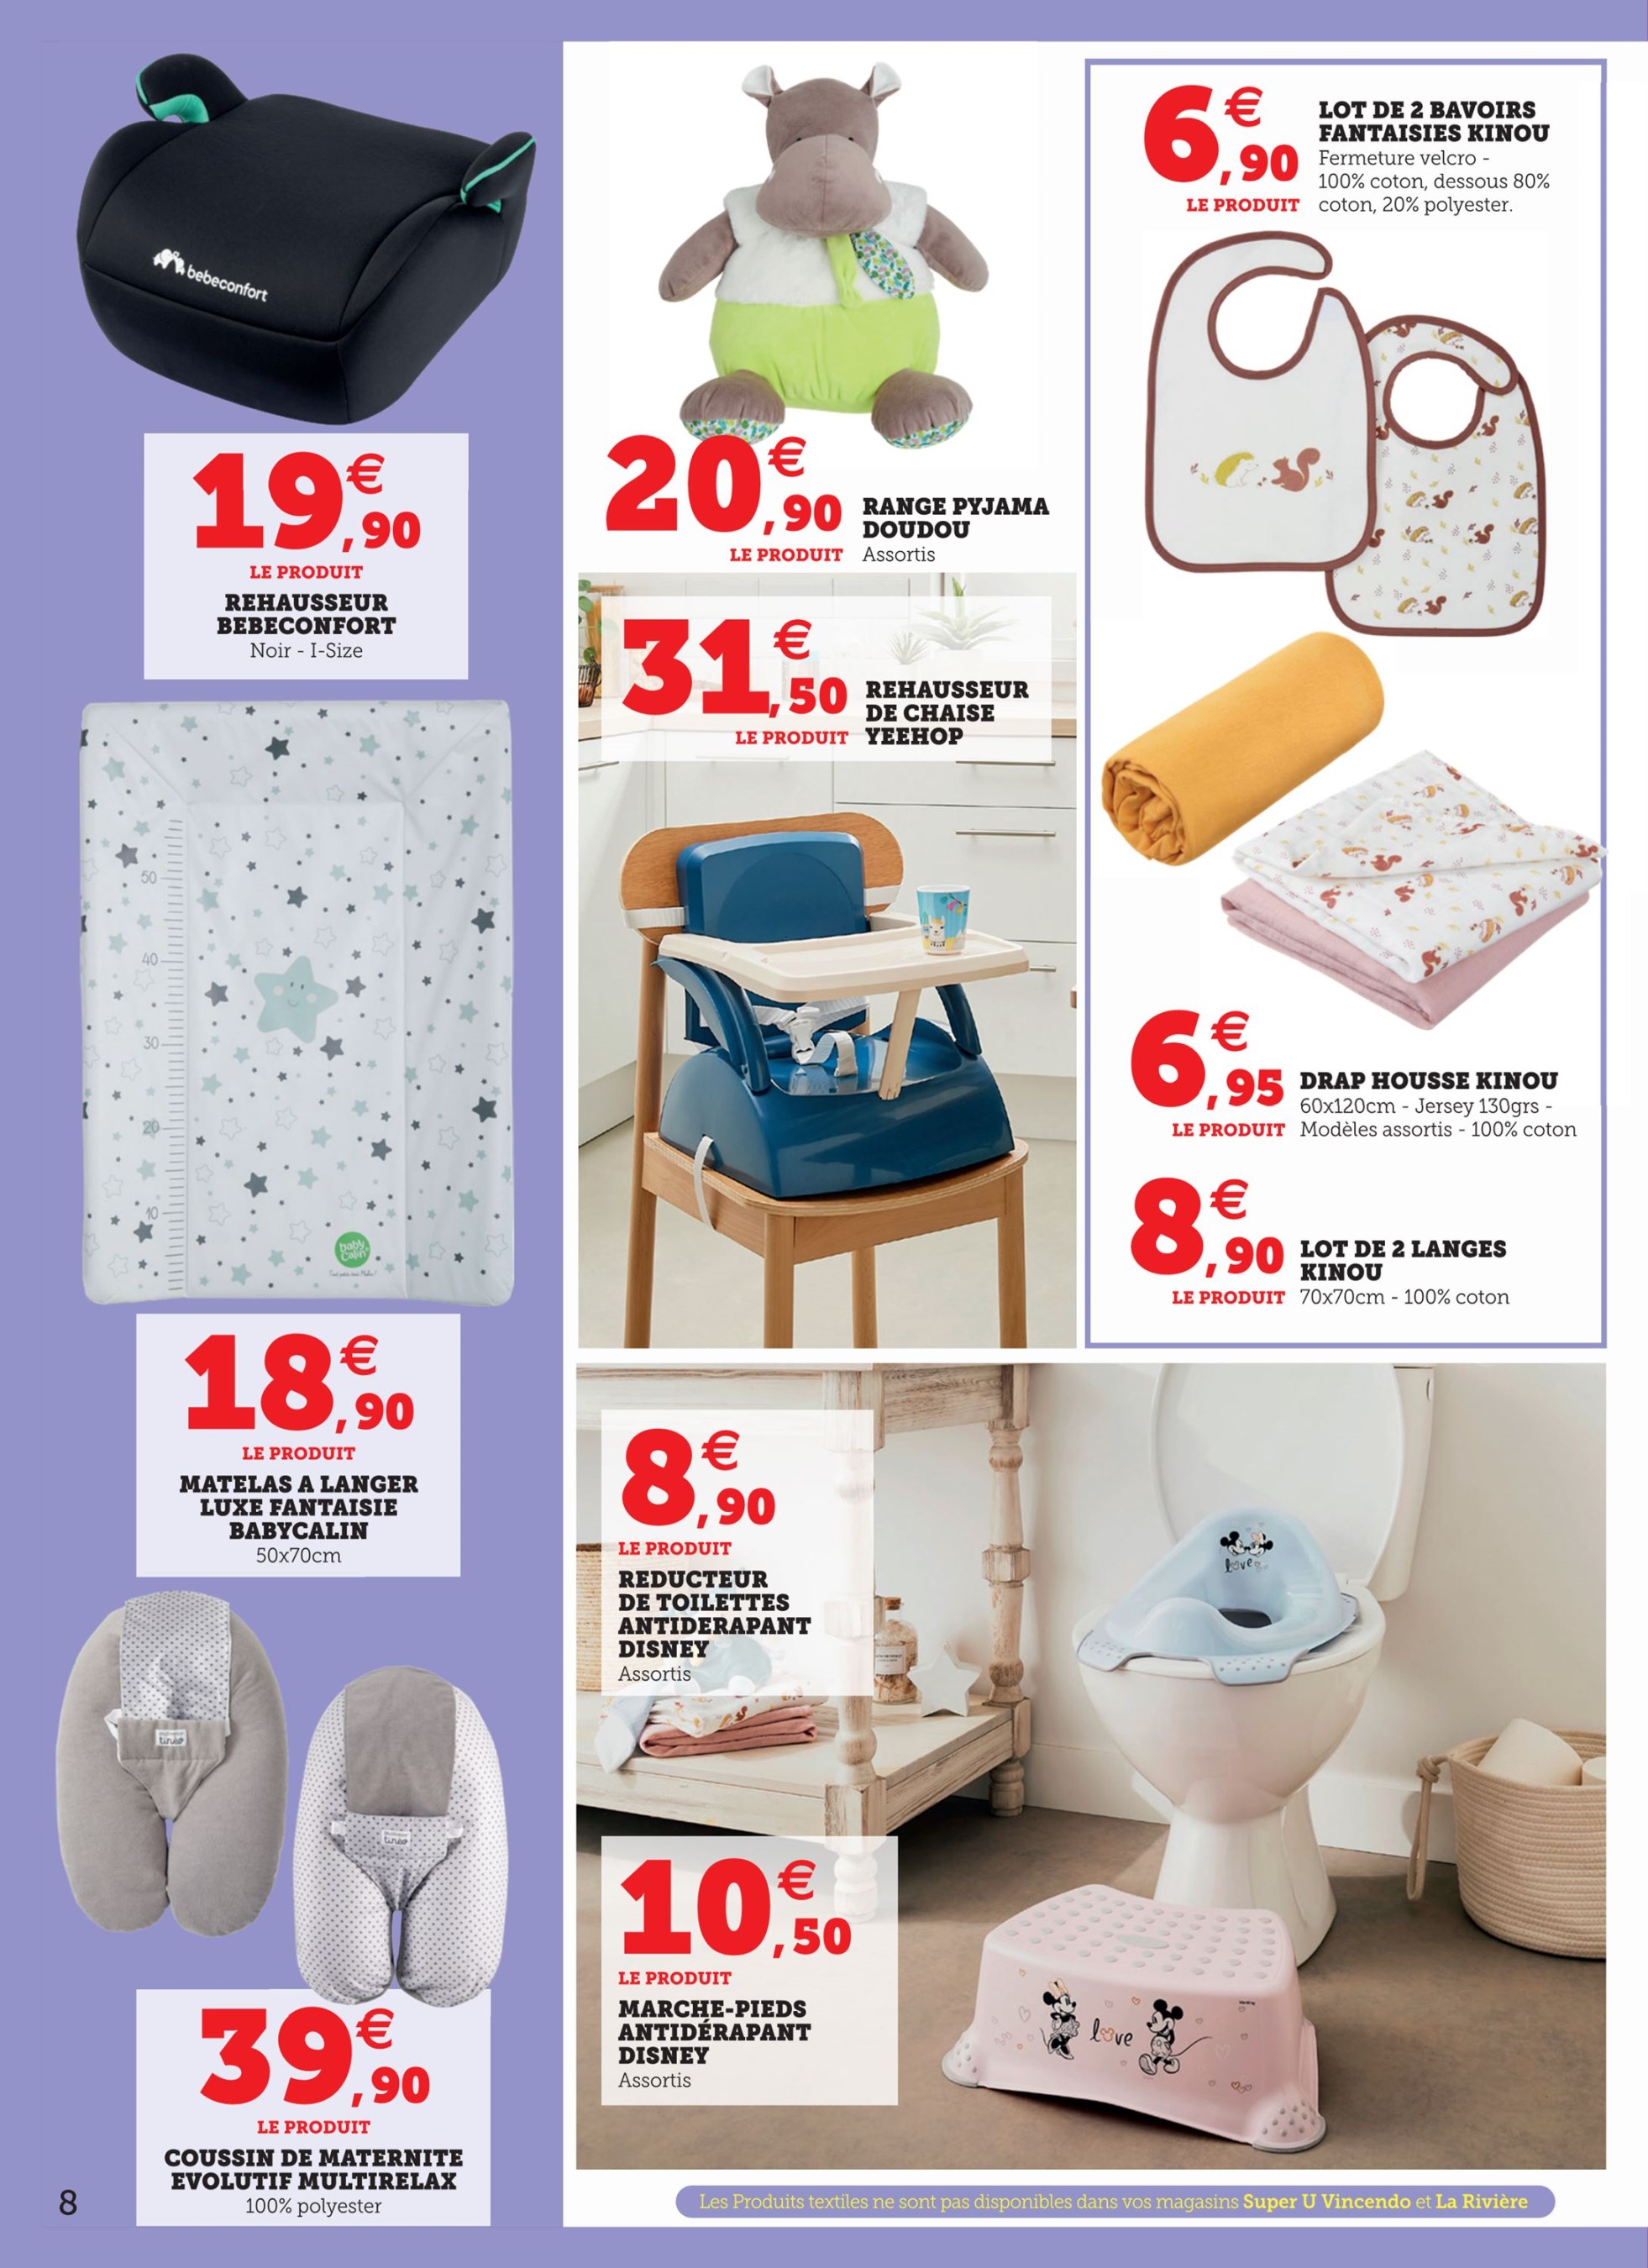 bebeconfort
19€,90
LE PRODUIT
REHAUSSEUR
BEBECONFORT
Noir - I-Size
50
40
30
20
10
baby
Calin
18€,90
LE PRODUIT
MATELAS A LANGER
LUXE FANTAISIE
BABYCALIN
50x70cm
tineo
tineo
39€,90
LE PRODUIT
COUSSIN DE MATERNITE
EVOLUTIF MULTIRELAX
100% polyester
20€,90
LE PRODUIT
RANGE PYJAMA
DOUDOU
Assortis
31€,50
LE PRODUIT
REHAUSSEUR
DE CHAISE
YEEHOP
6€,90
LE PRODUIT
LOT DE 2 BAVOIRS
FANTAISIES KINOU
Fermeture velcro -
100% coton, dessous 80%
coton, 20% polyester.
6€,95
LE PRODUIT
DRAP HOUSSE KINOU
60x120cm - Jersey 130grs -
Modèles assortis - 100% coton
8€,90
LE PRODUIT
LOT DE 2 LANGES
KINOU
70x70cm - 100% coton
8€,90
LE PRODUIT
REDUCTEUR
DE TOILETTES
ANTIDERAPANT
DISNEY
Assortis
love
10€,50
LE PRODUIT
MARCHE-PIEDS
ANTIDÉRAPANT
DISNEY
Assortis
love
8
Les Produits textiles ne sont pas disponibles dans vos magasins Super U Vincendo et La Rivière